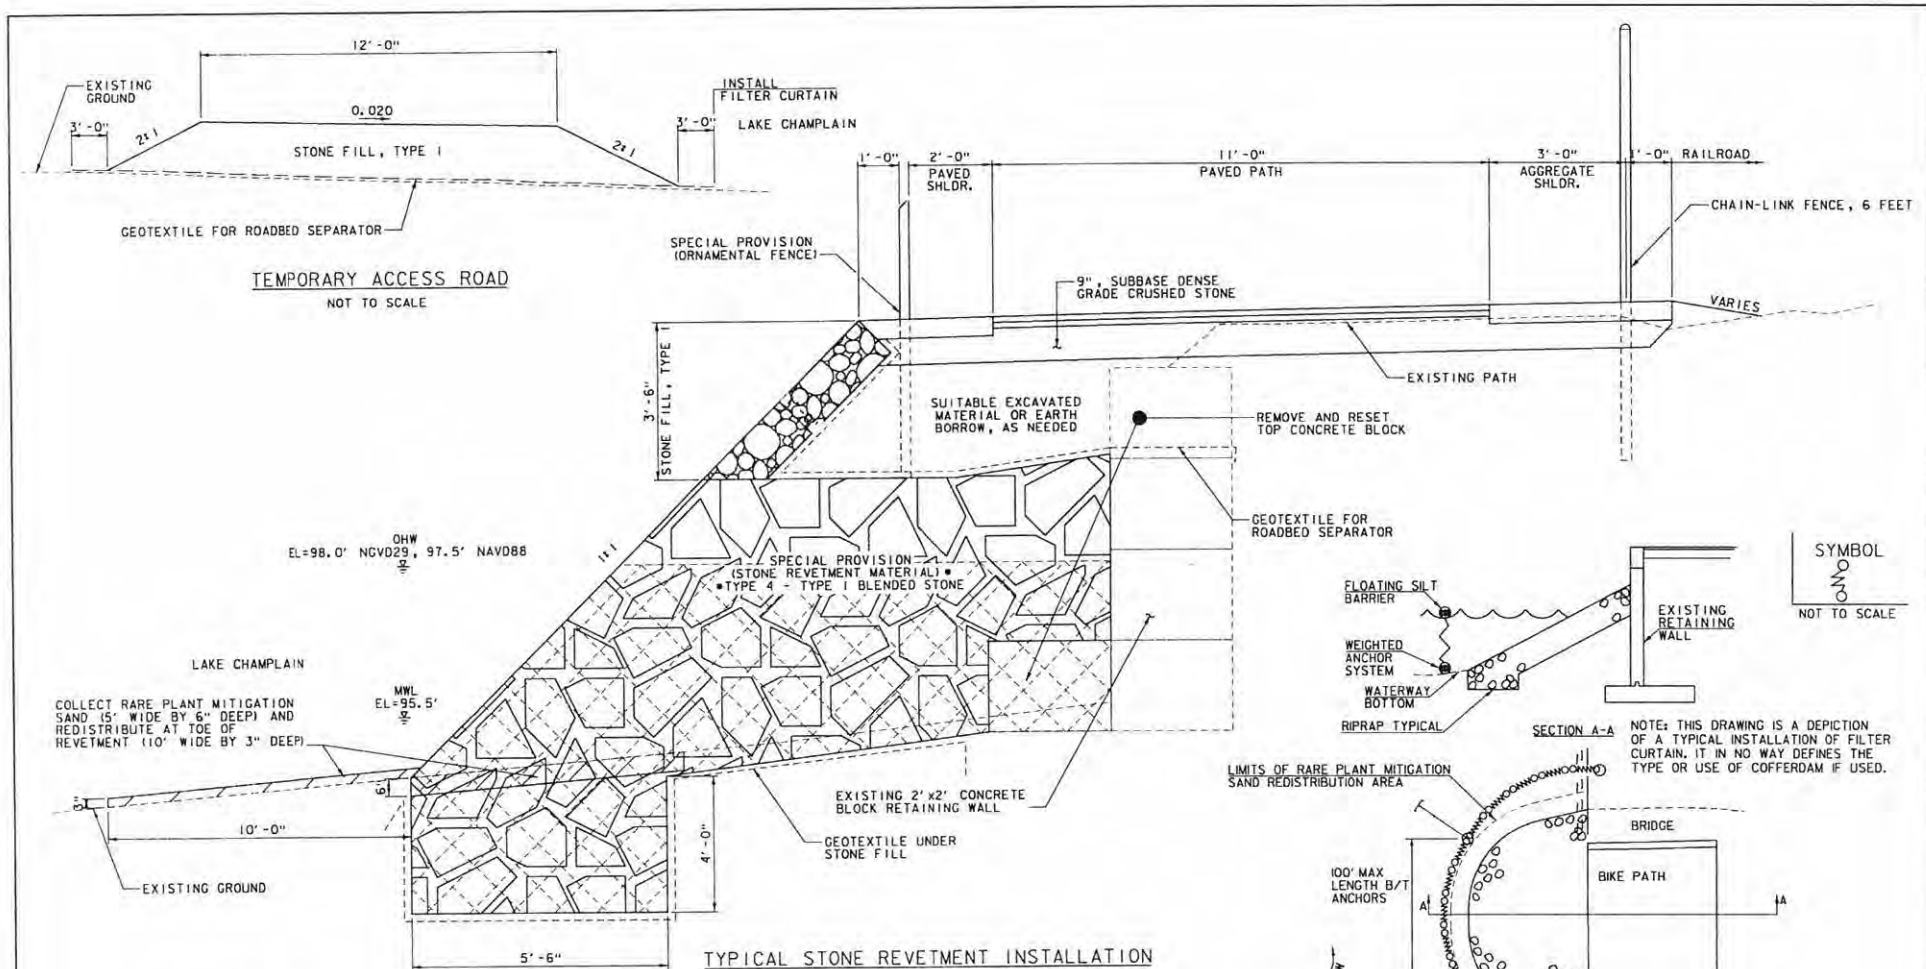 12'-0"
EXISTING
GROUND
INSTALL
FILTER CURTAIN
0.020
3'-0"
2:1
2:1
3'-0"
LAKE CHAMPLAIN
STONE FILL, TYPE I
GEOTEXTILE FOR ROADBED SEPARATOR
TEMPORARY ACCESS ROAD
NOT TO SCALE
1'-0"
2'-0"
PAVED
SHLDR.
11'-0"
PAVED PATH
3'-0"
AGGREGATE
SHLDR.
1'-0"
RAILROAD
CHAIN-LINK FENCE, 6 FEET
SPECIAL PROVISION
(ORNAMENTAL FENCE)
9", SUBBASE DENSE
GRADE CRUSHED STONE
VARIES
EXISTING PATH
3'-6"
STONE FILL, TYPE I
SUITABLE EXCAVATED
MATERIAL OR EARTH
BORROW, AS NEEDED
REMOVE AND RESET
TOP CONCRETE BLOCK
GEOTEXTILE FOR
ROADBED SEPARATOR
OHW
EL=98.0' NGVD29, 97.5' NAVD88
1:1
SPECIAL PROVISION
(STONE REVETMENT MATERIAL) *
*TYPE 4 - TYPE I BLENDED STONE
LAKE CHAMPLAIN
MWL
EL=95.5'
COLLECT RARE PLANT MITIGATION
SAND (5' WIDE BY 6" DEEP) AND
REDISTRIBUTE AT TOE OF
REVETMENT (10' WIDE BY 3" DEEP)
3"
6"
10'-0"
EXISTING GROUND
4'-0"
5'-6"
EXISTING 2'x2' CONCRETE
BLOCK RETAINING WALL
GEOTEXTILE UNDER
STONE FILL
TYPICAL STONE REVETMENT INSTALLATION
SYMBOL
NOT TO SCALE
FLOATING SILT
BARRIER
EXISTING
RETAINING
WALL
WEIGHTED
ANCHOR
SYSTEM
WATERWAY
BOTTOM
RIPRAP TYPICAL
SECTION A-A
NOTE: THIS DRAWING IS A DEPICTION
OF A TYPICAL INSTALLATION OF FILTER
CURTAIN. IT IN NO WAY DEFINES THE
TYPE OR USE OF COFFERDAM IF USED.
LIMITS OF RARE PLANT MITIGATION
SAND REDISTRIBUTION AREA
BRIDGE
BIKE PATH
100' MAX
LENGTH B/T
ANCHORS
A
A